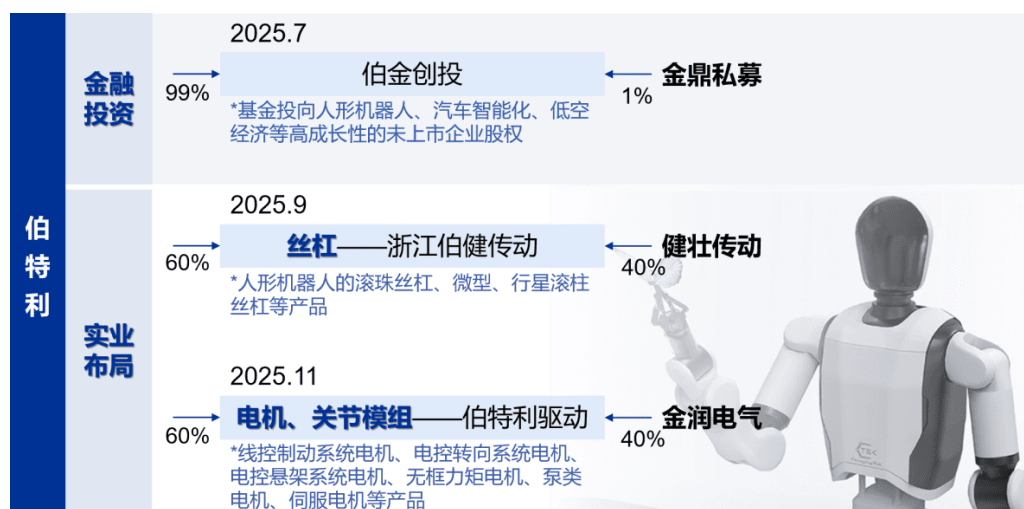 伯特利
金融
投资
2025.7
99%
伯金创投
1%
金鼎私募
*基金投向人形机器人、汽车智能化、低空
经济等高成长性的未上市企业股权
实业
布局
2025.9
60%
丝杠——浙江伯健传动
40%
健壮传动
*人形机器人的滚珠丝杠、微型、行星滚柱
丝杠等产品
2025.11
60%
电机、关节模组——伯特利驱动
40%
金润电气
*线控制动系统电机、电控转向系统电机、
电控悬架系统电机、无框力矩电机、泵类
电机、伺服电机等产品